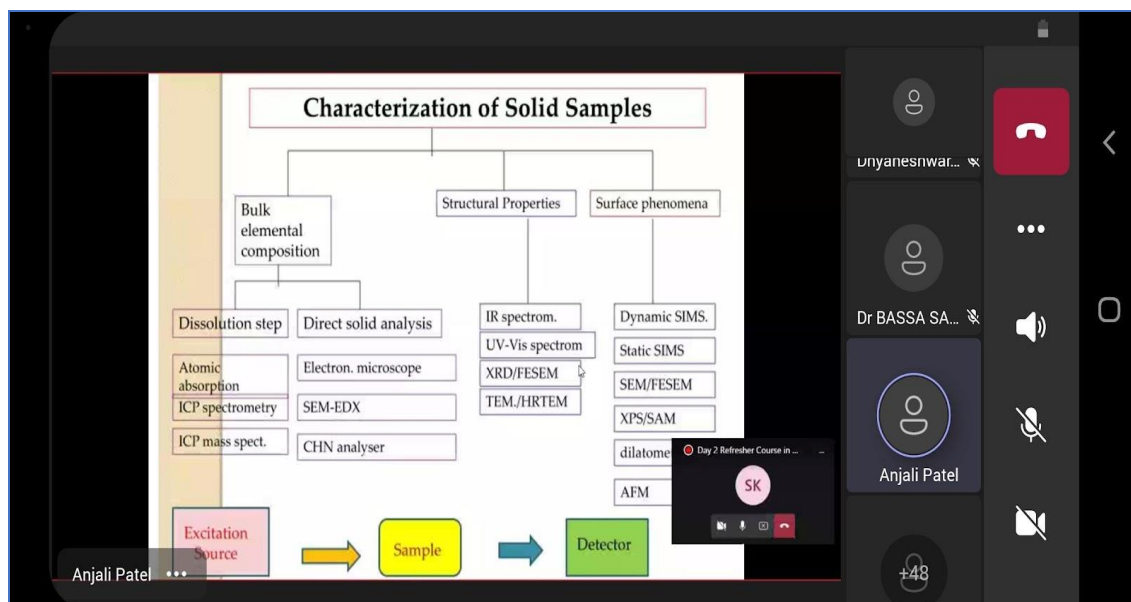 Characterization of Solid Samples
Bulk
elemental
composition
Structural Properties
Surface phenomena
Dissolution step
Direct solid analysis
Atomic
absorption
ICP spectrometry
ICP mass spect.
Electron. microscope
SEM-EDX
CHN analyser
IR spectrom.
UV-Vis spectrom
XRD/FESEM
TEM./HRTEM
Dynamic SIMS.
Static SIMS
SEM/FESEM
XPS/SAM
dilatome
AFM
Excitation
Source
Sample
Detector
Anjali Patel
Day 2 Refresher Course in ...
SK
Dnyaneshwar...
Dr BASSA SA...
Anjali Patel
+48